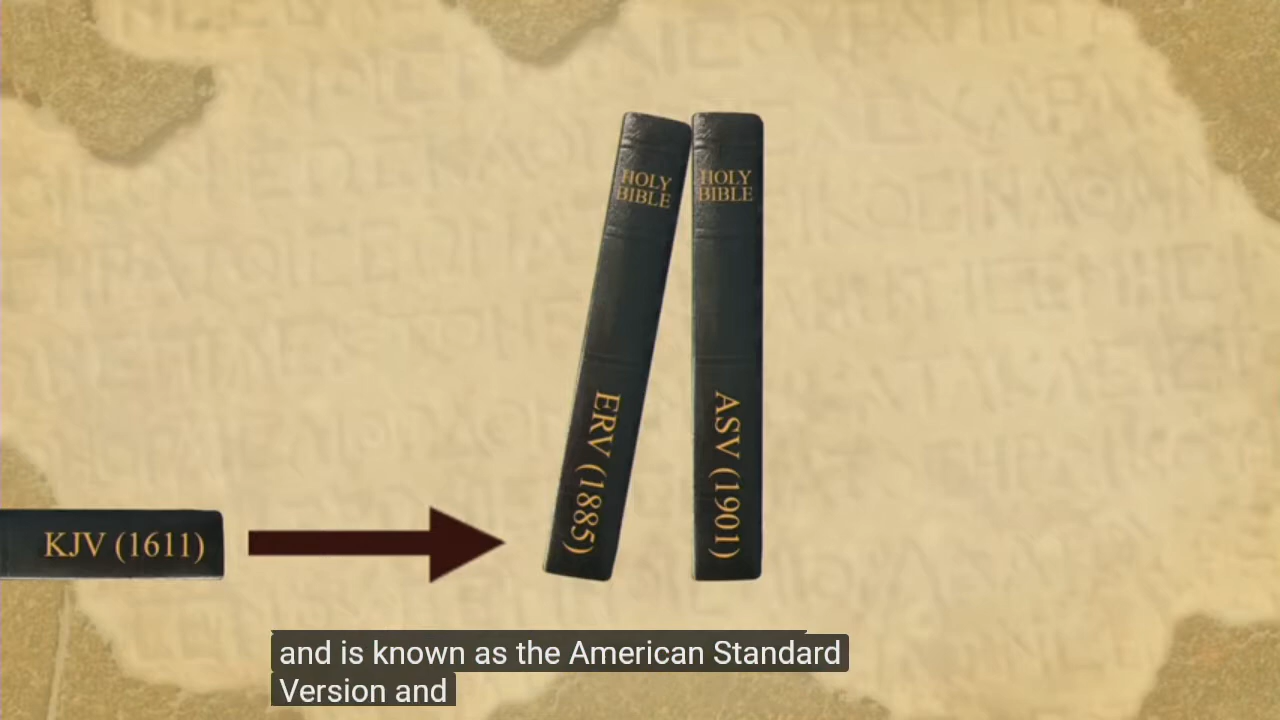 HOLY
BIBLE
ERV (1885)
HOLY
BIBLE
ASV (1901)
KJV (1611)
and is known as the American Standard
Version and